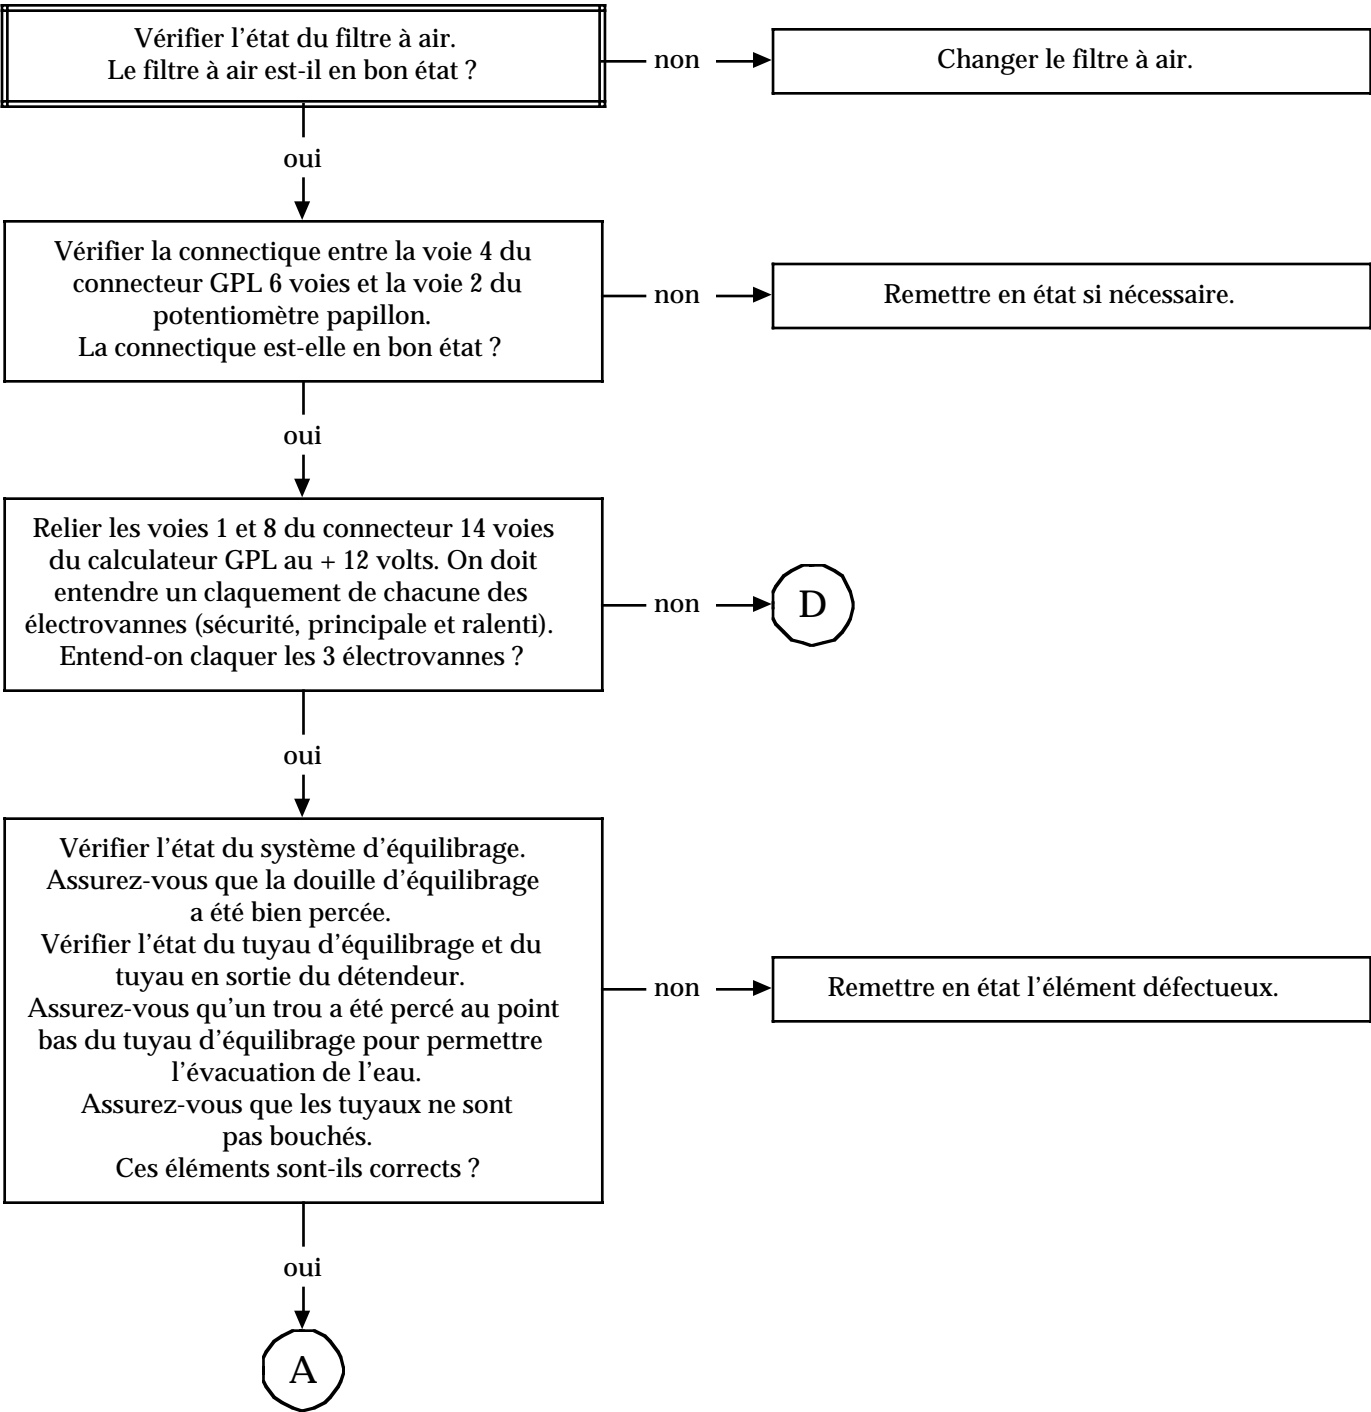 Vérifier l’état du filtre à air.
Le filtre à air est-il en bon état ?
non
Changer le filtre à air.
oui
Vérifier la connectique entre la voie 4 du
connecteur GPL 6 voies et la voie 2 du
potentiomètre papillon.
La connectique est-elle en bon état ?
non
Remettre en état si nécessaire.
oui
Relier les voies 1 et 8 du connecteur 14 voies
du calculateur GPL au + 12 volts. On doit
entendre un claquement de chacune des
électrovannes (sécurité, principale et ralenti).
Entend-on claquer les 3 électrovannes ?
non
D
oui
Vérifier l’état du système d’équilibrage.
Assurez-vous que la douille d’équilibrage
a été bien percée.
Vérifier l’état du tuyau d’équilibrage et du
tuyau en sortie du détendeur.
Assurez-vous qu’un trou a été percé au point
bas du tuyau d’équilibrage pour permettre
l’évacuation de l’eau.
Assurez-vous que les tuyaux ne sont
pas bouchés.
Ces éléments sont-ils corrects ?
non
Remettre en état l’élément défectueux.
oui
A